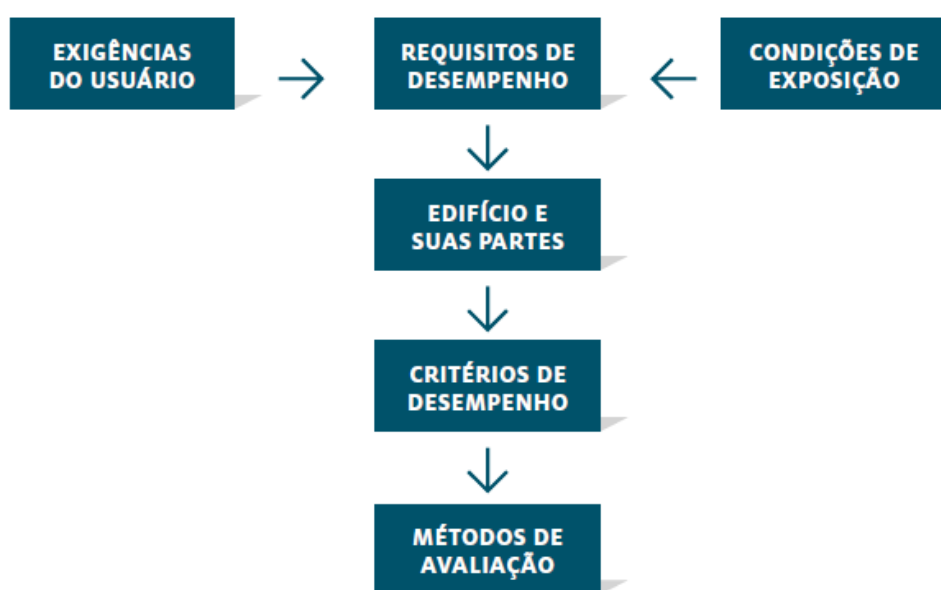 EXIGÊNCIAS
DO USUÁRIO
REQUISITOS DE
DESEMPENHO
CONDIÇÕES DE
EXPOSIÇÃO
EDIFÍCIO E
SUAS PARTES
CRITÉRIOS DE
DESEMPENHO
MÉTODOS DE
AVALIAÇÃO